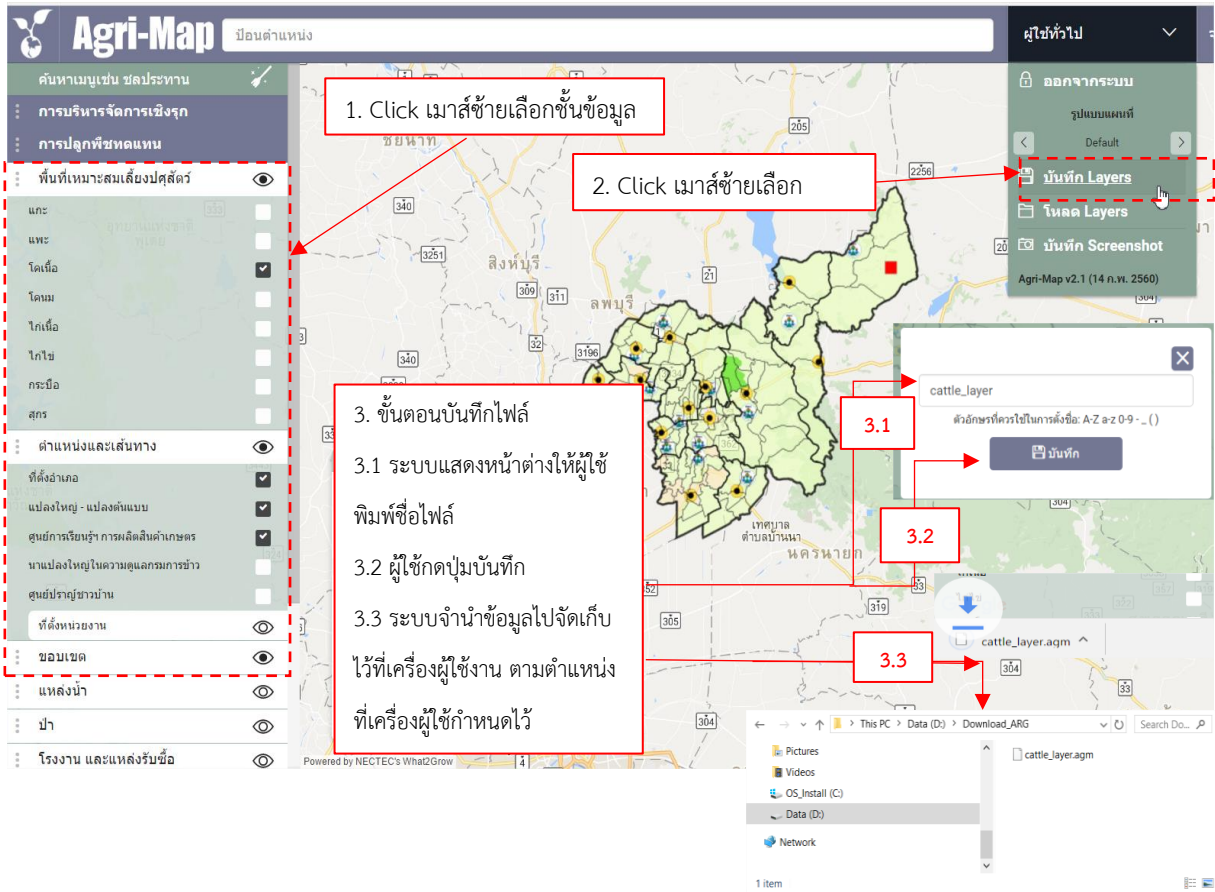 Agri-Map
ป้อนตำแหน่ง
ผู้ใช้ทั่วไป
ค้นหาเมนูเช่น ชลประทาน
การบริหารจัดการเชิงรุก
การปลูกพืชทดแทน
พื้นที่เหมาะสมเลี้ยงปศุสัตว์
แกะ
แพะ
โคเนื้อ
โคนม
ไก่เนื้อ
ไก่ไข่
กระบือ
สุกร
ตำแหน่งและเส้นทาง
ที่ตั้งอำเภอ
แปลงใหญ่ - แปลงต้นแบบ
ศูนย์การเรียนรู้ฯ การผลิตสินค้าเกษตร
นาแปลงใหญ่ในความดูแลกรมการข้าว
ศูนย์ปราญ์ชาวบ้าน
ที่ตั้งหน่วยงาน
ขอบเขต
แหล่งน้ำ
ป่า
โรงงาน และแหล่งรับซื้อ
1. Click เมาส์ซ้ายเลือกชั้นข้อมูล
2. Click เมาส์ซ้ายเลือก
ออกจากระบบ
รูปแบบแผนที่
Default
บันทึก Layers
โหลด Layers
บันทึก Screenshot
Agri-Map v2.1 (14 ก.พ. 2560)
ชัยนาท
สิงห์บุรี
ลพบุรี
205
2256
340
3251
309
311
21
32
3196
340
304
3. ขั้นตอนบันทึกไฟล์
3.1 ระบบแสดงหน้าต่างให้ผู้ใช้
พิมพ์ชื่อไฟล์
3.2 ผู้ใช้กดปุ่มบันทึก
3.3 ระบบจำนำข้อมูลไปจัดเก็บ
ไว้ที่เครื่องผู้ใช้งาน ตามตำแหน่ง
ที่เครื่องผู้ใช้กำหนดไว้
3.1
cattle_layer
ตัวอักษรที่ควรใช้ในการตั้งชื่อ: A-Z a-z 0-9 - _ ( )
บันทึก
เทศบาล
ตำบลบ้านนา
นครนายก
3.2
304
33
319
305
cattle_layer.agm
3.3
304
33
304
4
Powered by NECTEC's What2Grow
This PC > Data (D:) > Download_ARG
Search Do...
Pictures
Videos
OS_Install (C:)
Data (D:)
Network
cattle_layer.agm
1 item